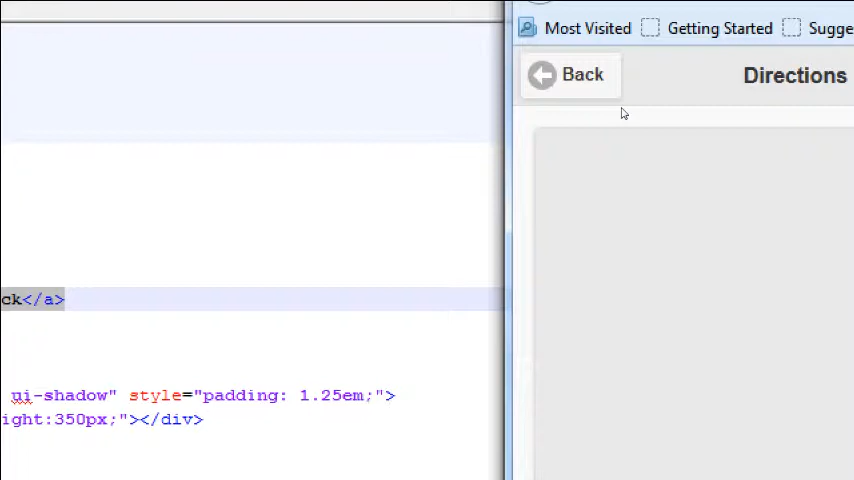 Most Visited Getting Started Sugge
Back Directions
ck</a>
ui-shadow" style="padding: 1.25em;">
ight:350px;"></div>